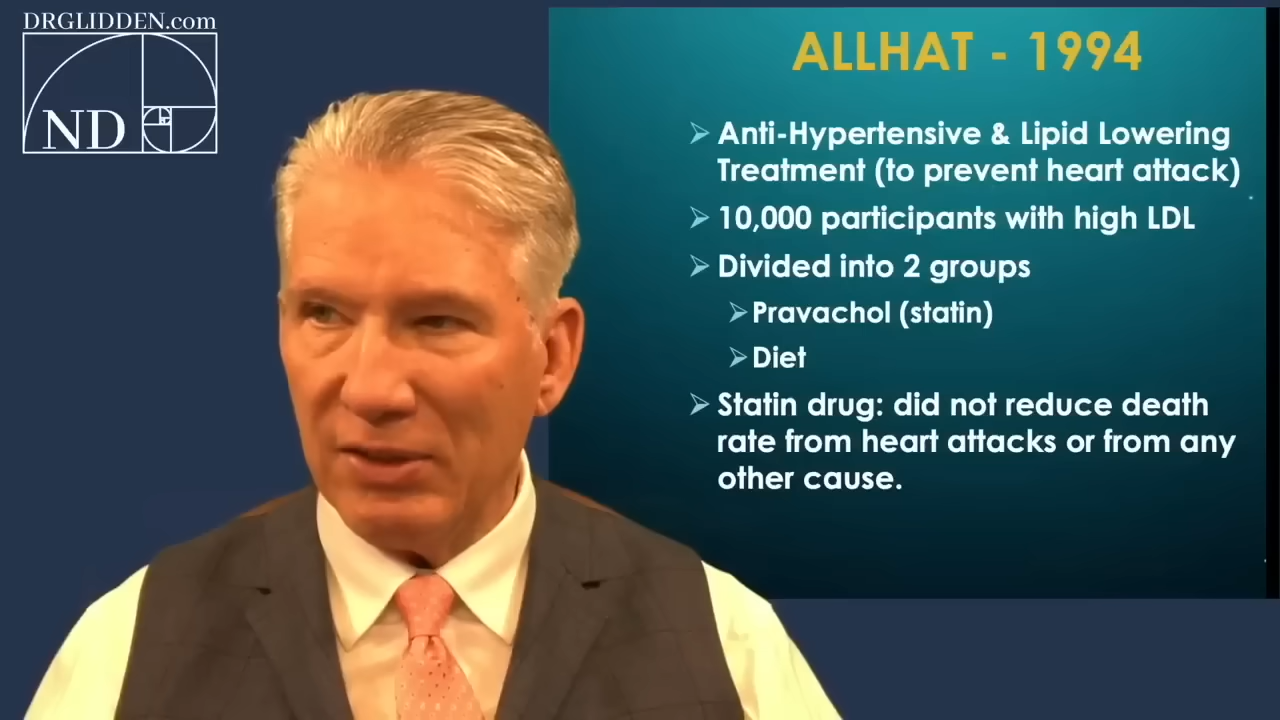 DRGLIDDEN.com
ND
ALLHAT - 1994
Anti-Hypertensive & Lipid Lowering
Treatment (to prevent heart attack)
10,000 participants with high LDL
Divided into 2 groups
Pravachol (statin)
Diet
Statin drug: did not reduce death
rate from heart attacks or from any
other cause.